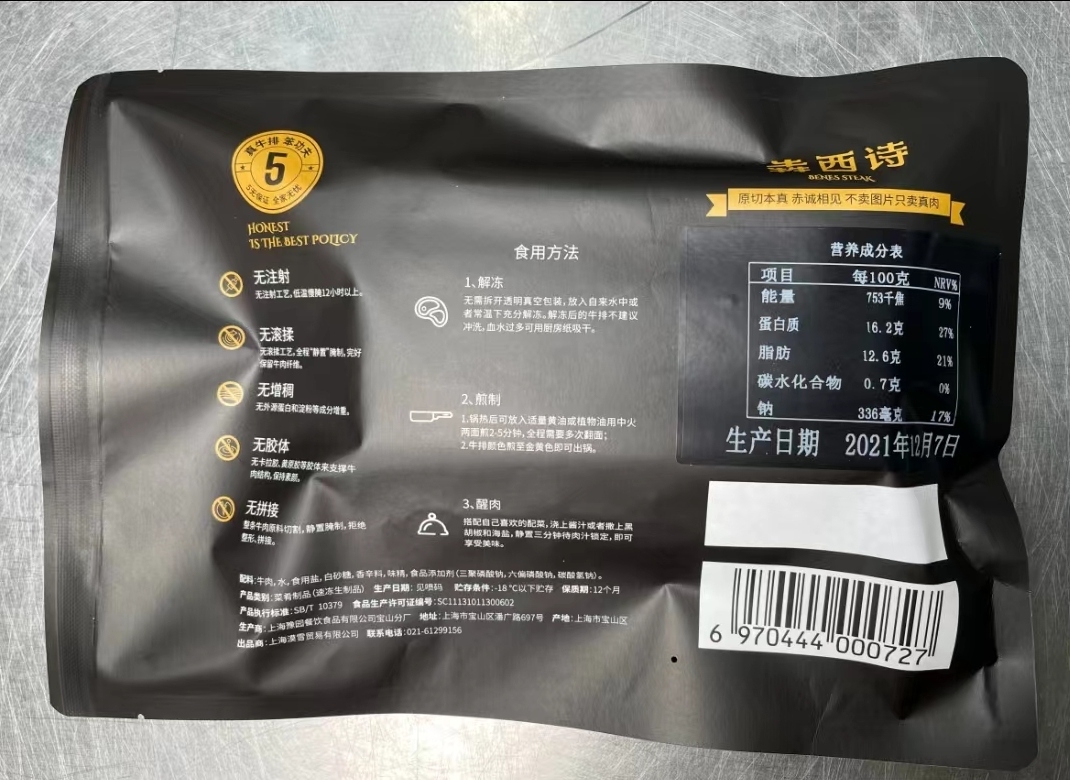 真牛排 笨功夫
5
5无保证 全家无忧
HONEST
IS THE BEST POLICY
无注射
无注射工艺,低温慢腌12小时以上。
无滚揉
无滚揉工艺,全程“静置”腌制,完好
保留牛肉纤维。
无增稠
无外源蛋白和淀粉等成分增重。
无胶体
无卡拉胶,黄原胶等胶体来支撑牛
肉结构,保持素颜。
无拼接
整条牛肉原料切割,静置腌制,拒绝
整形、拼接。
食用方法
1、解冻
无需拆开透明真空包装,放入自来水中或
者常温下充分解冻。解冻后的牛排不建议
冲洗,血水过多可用厨房纸吸干。
2、煎制
1.锅热后可放入适量黄油或植物油用中火
两面煎2-5分钟,全程需要多次翻面;
2.牛排颜色煎至金黄色即可出锅。
3、醒肉
搭配自己喜欢的配菜,浇上酱汁或者撒上黑
胡椒和海盐,静置三分钟待肉汁锁定,即可
享受美味。
配料:牛肉,水,食用盐,白砂糖,香辛料,味精,食品添加剂(三聚磷酸钠,六偏磷酸钠,碳酸氢钠)。
产品类别:菜肴制品(速冻生制品) 生产日期:见喷码 贮存条件:-18℃以下贮存 保质期:12个月
产品执行标准:SB/T 10379 食品生产许可证编号:SC11131011300602
生产商:上海豫园餐饮食品有限公司宝山分厂 地址:上海市宝山区潘广路697号 产地:上海市宝山区
出品商:上海漠雪贸易有限公司 联系电话:021-61299156
犇西诗
BENES STEAK
原切本真 赤诚相见 不卖图片只卖真肉
营养成分表
项目 每100克 NRV%
能量 753千焦 9%
蛋白质 16.2克 27%
脂肪 12.6克 21%
碳水化合物 0.7克 0%
钠 336毫克 17%
生产日期 2021年12月7日
6 970444 000727